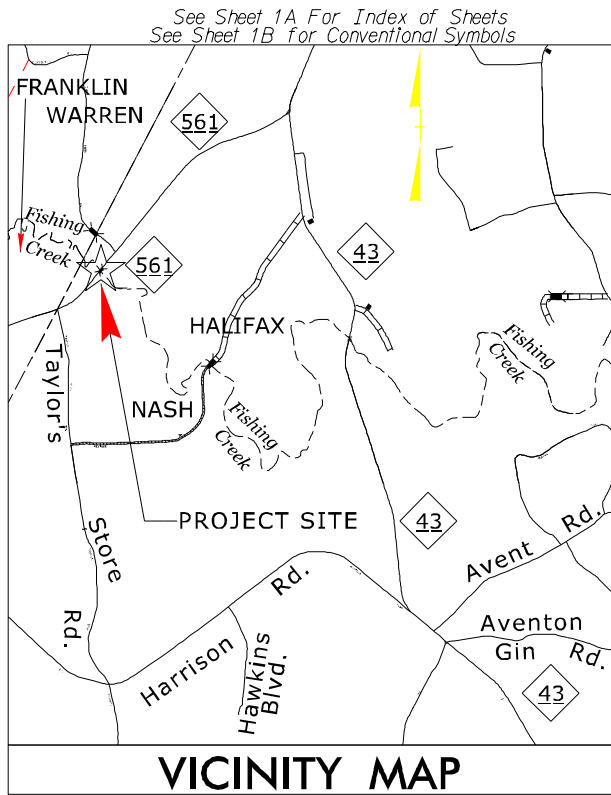 See Sheet 1A For Index of Sheets
See Sheet 1B for Conventional Symbols
FRANKLIN
WARREN
561
Fishing
Creek
561
43
HALIFAX
Fishing
Creek
Taylor's
Store
Rd.
NASH
Fishing
Creek
PROJECT SITE
43
Avent Rd.
Harrison Rd.
Hawkins
Blvd.
Aventon
Gin Rd.
43
VICINITY MAP